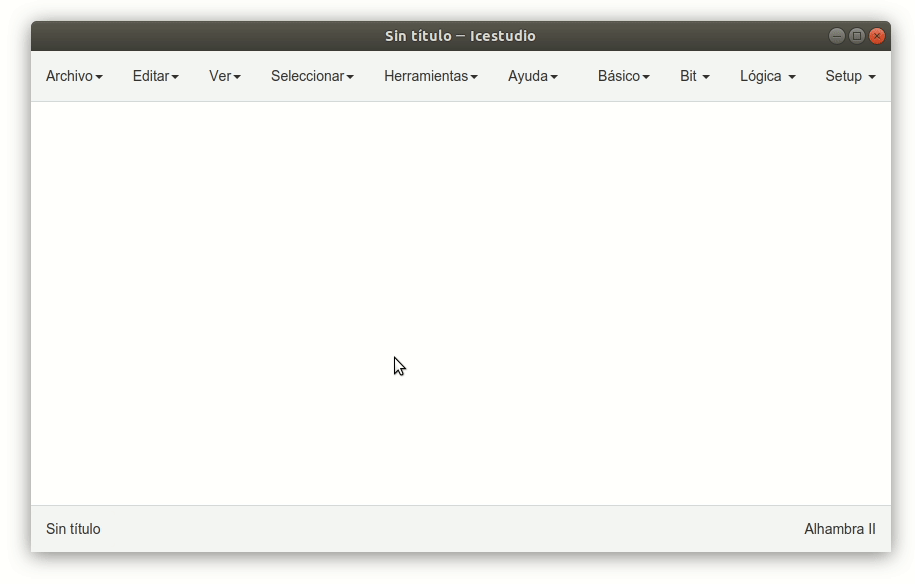 Sin título — Icestudio
Archivo Editar Ver Seleccionar Herramientas Ayuda Básico Bit Lógica Setup
Sin título Alhambra II